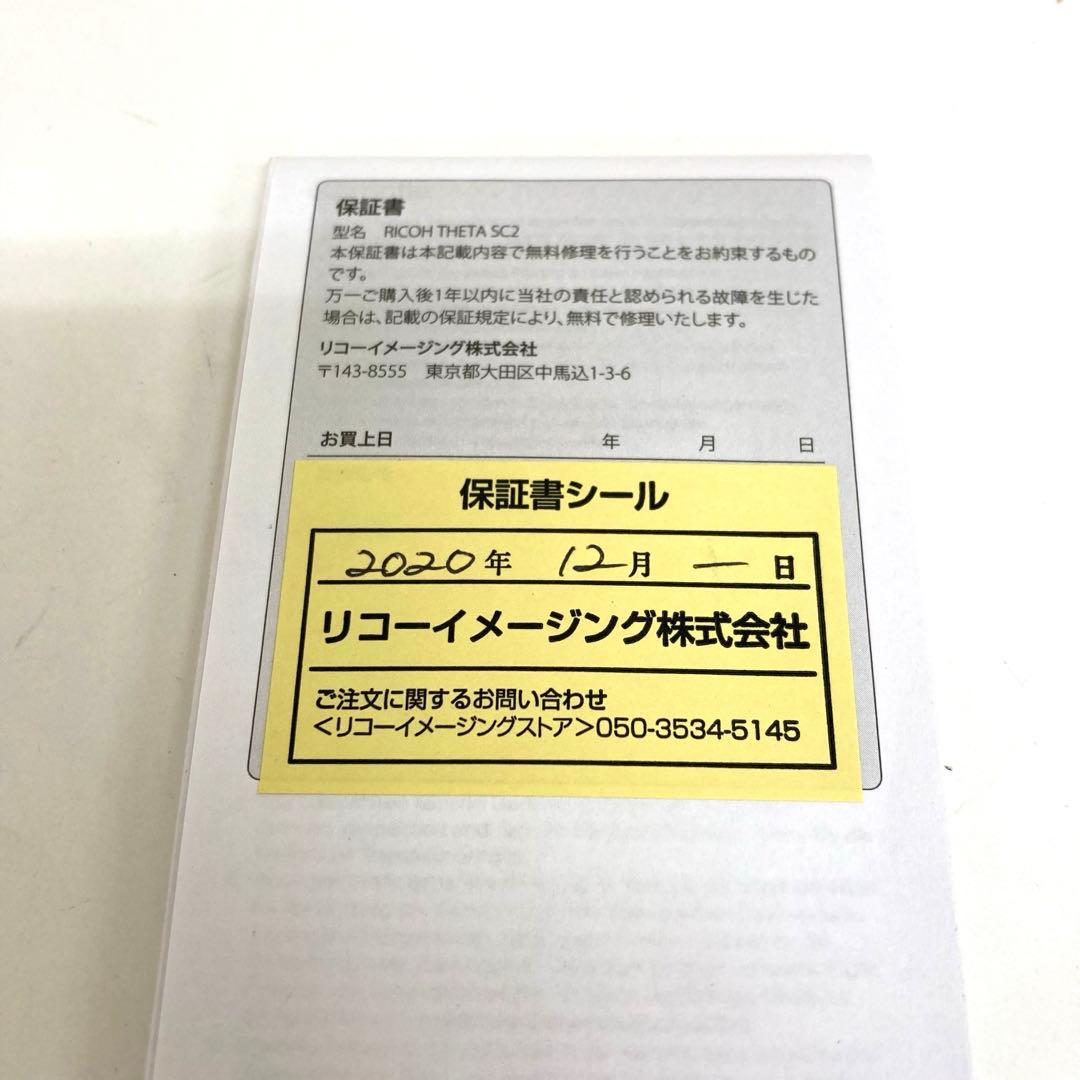 保証書
型名 RICOH THETA SC2
本保証書は本記載内容で無料修理を行うことをお約束するもの
です。
万一ご購入後1年以内に当社の責任と認められる故障を生じた
場合は、記載の保証規定により、無料で修理いたします。
リコーイメージング株式会社
〒143-8555 東京都大田区中馬込1-3-6
お買上日 年 月 日
保証書シール
2020年 12月 一 日
リコーイメージング株式会社
ご注文に関するお問い合わせ
<リコーイメージングストア>050-3534-5145